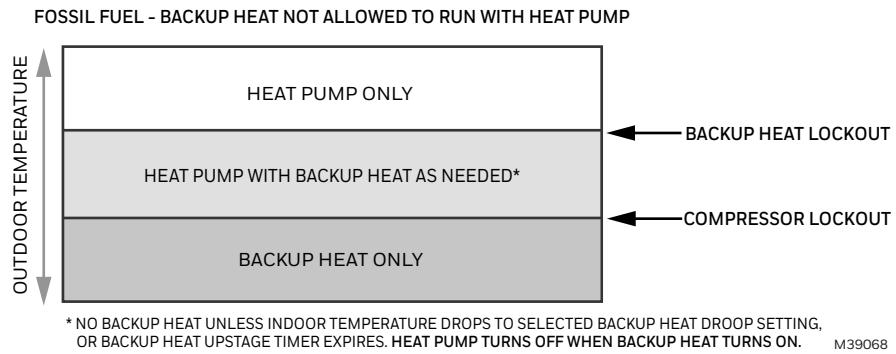 FOSSIL FUEL - BACKUP HEAT NOT ALLOWED TO RUN WITH HEAT PUMP
OUTDOOR TEMPERATURE
HEAT PUMP ONLY
BACKUP HEAT LOCKOUT
HEAT PUMP WITH BACKUP HEAT AS NEEDED*
COMPRESSOR LOCKOUT
BACKUP HEAT ONLY
* NO BACKUP HEAT UNLESS INDOOR TEMPERATURE DROPS TO SELECTED BACKUP HEAT DROOP SETTING,
OR BACKUP HEAT UPSTAGE TIMER EXPIRES. HEAT PUMP TURNS OFF WHEN BACKUP HEAT TURNS ON.
M39068